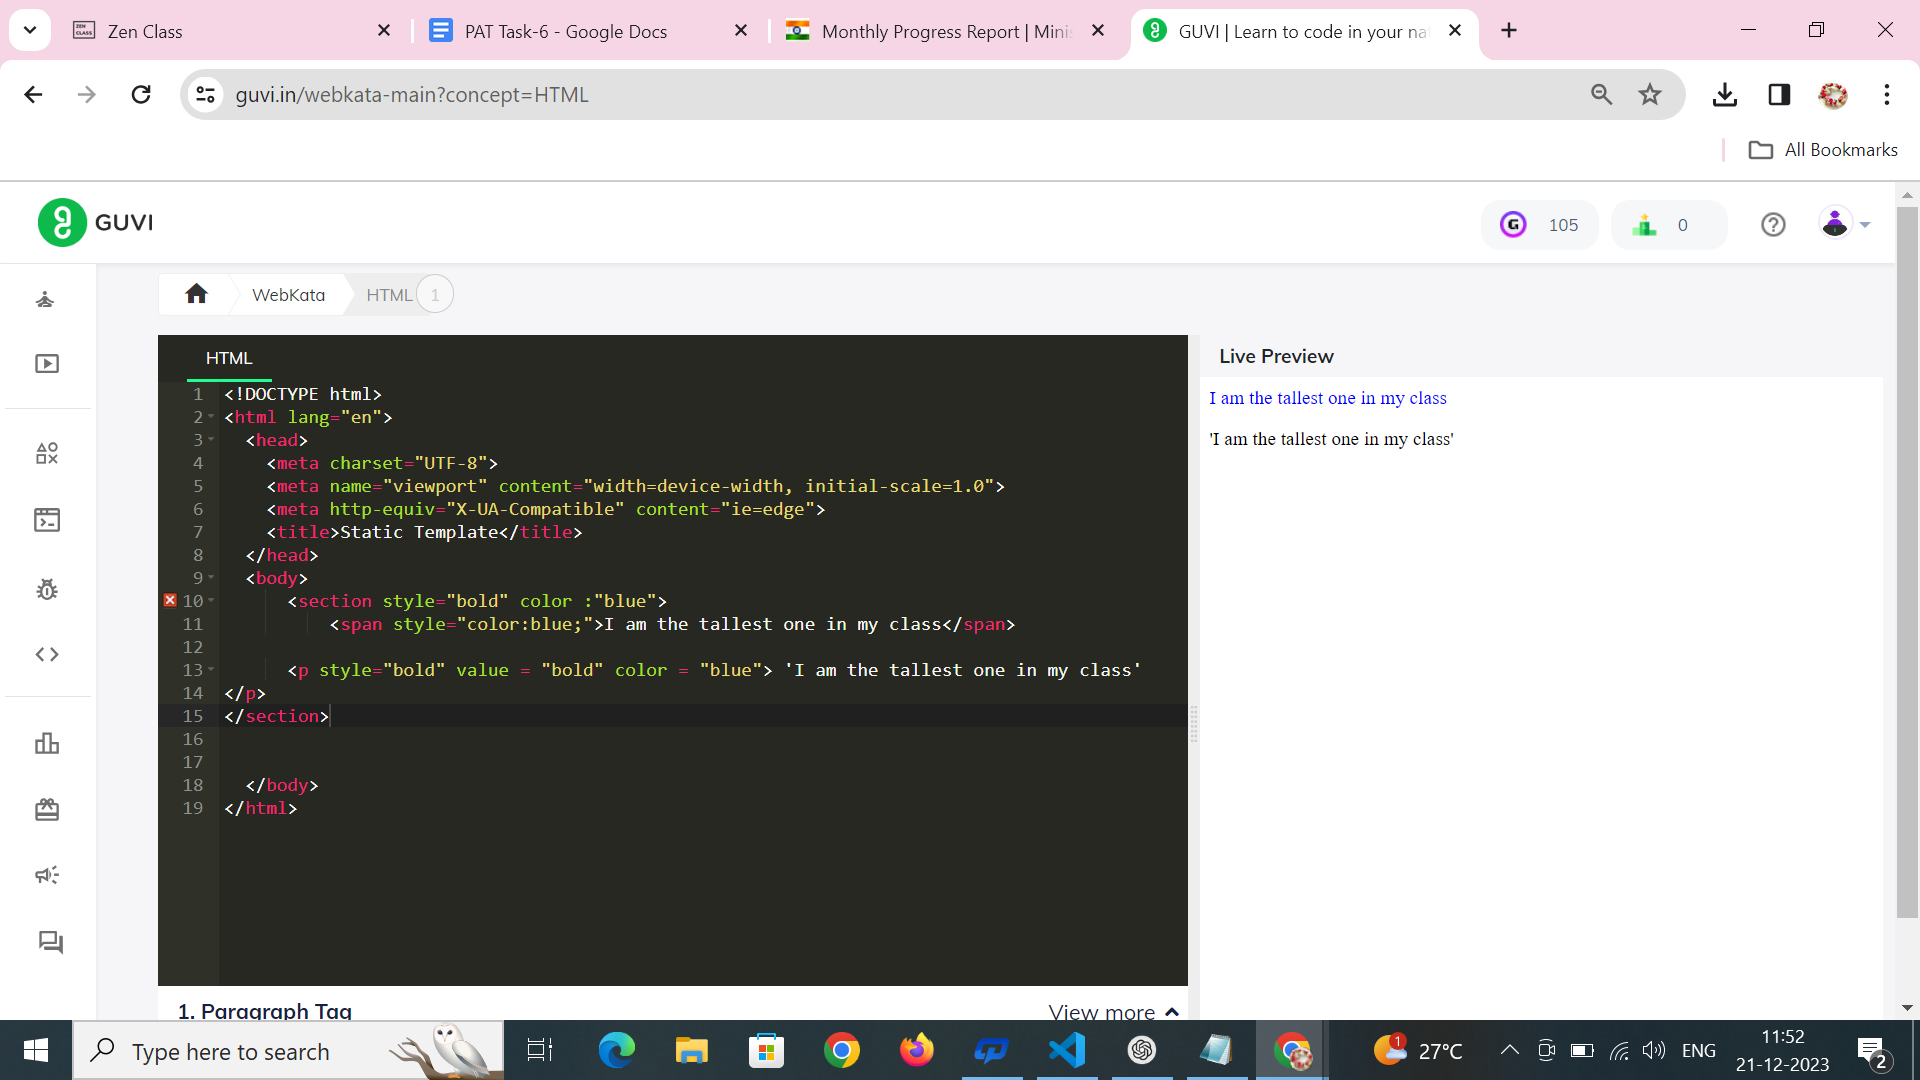 Zen Class
PAT Task-6 - Google Docs
Monthly Progress Report | Minis
GUVI | Learn to code in your nat
guvi.in/webkata-main?concept=HTML
All Bookmarks
GUVI
G 105
0
WebKata
HTML 1
HTML
1 <!DOCTYPE html>
2 <html lang="en">
3 <head>
4 <meta charset="UTF-8">
5 <meta name="viewport" content="width=device-width, initial-scale=1.0">
6 <meta http-equiv="X-UA-Compatible" content="ie=edge">
7 <title>Static Template</title>
8 </head>
9 <body>
10 <section style="bold" color :"blue">
11 <span style="color:blue;">I am the tallest one in my class</span>
12
13 <p style="bold" value = "bold" color = "blue"> 'I am the tallest one in my class'
14 </p>
15 </section>
16
17
18 </body>
19 </html>
Live Preview
I am the tallest one in my class
'I am the tallest one in my class'
1. Paragraph Tag
View more
Type here to search
1
27°C
ENG
11:52
21-12-2023
2